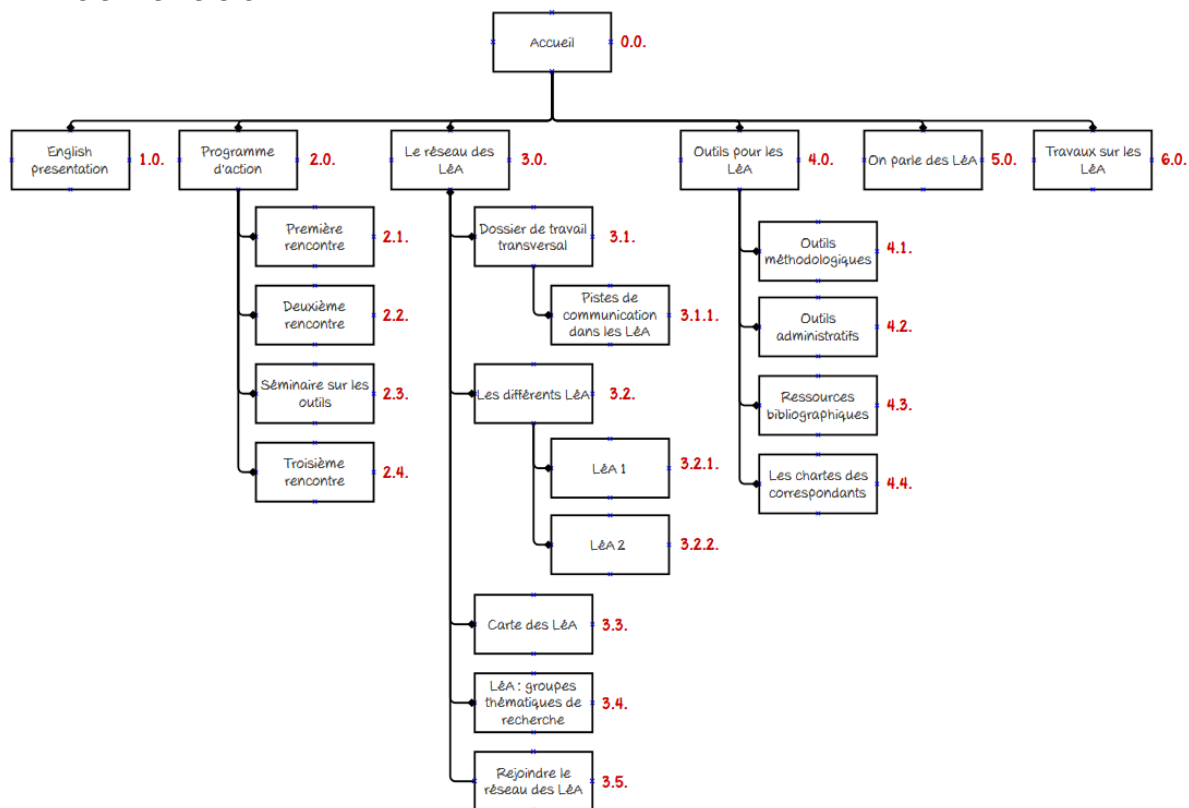 Accueil
0.0.
English
presentation
1.0.
Programme
d'action
2.0.
Le réseau des
LéA
3.0.
Outils pour les
LéA
4.0.
On parle des LéA
5.0.
Travaux sur les
LéA
6.0.
Première
rencontre
2.1.
Deuxième
rencontre
2.2.
Séminaire sur les
outils
2.3.
Troisième
rencontre
2.4.
Dossier de travail
transversal
3.1.
Pistes de
communication
dans les LéA
3.1.1.
Les différents LéA
3.2.
LéA 1
3.2.1.
LéA 2
3.2.2.
Carte des LéA
3.3.
LéA : groupes
thématiques de
recherche
3.4.
Rejoindre le
réseau des LéA
3.5.
Outils
méthodologiques
4.1.
Outils
administratifs
4.2.
Ressources
bibliographiques
4.3.
Les chartes des
correspondants
4.4.